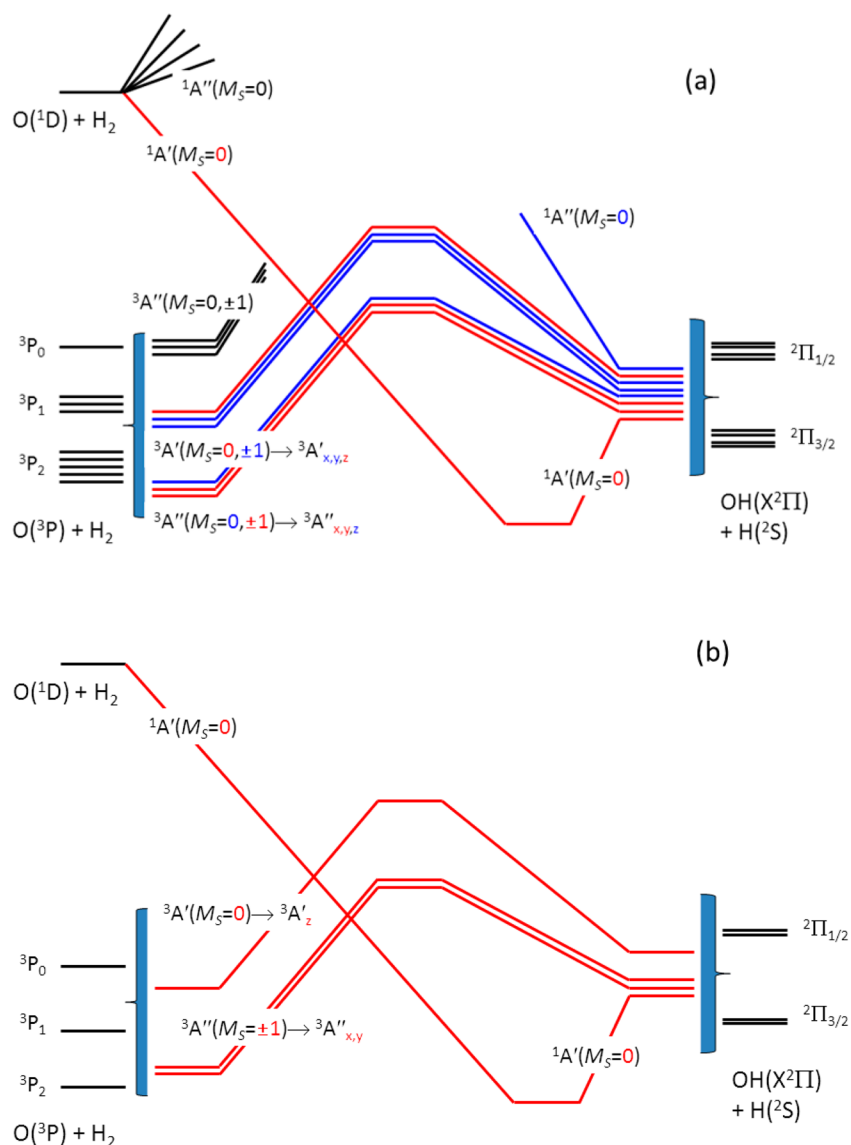 (a)
¹A′′(M_S=0)
O(¹D) + H₂
¹A′(M_S=0)
¹A′′(M_S=0)
³A′′(M_S=0,±1)
³P₀
²Π₁/₂
³P₁
³A′(M_S=0,±1)→ ³A′x,y,z
³P₂
²Π₃/₂
¹A′(M_S=0)
O(³P) + H₂
³A′′(M_S=0,±1)→ ³A′′x,y,z
OH(X²Π)
+ H(²S)
(b)
O(¹D) + H₂
¹A′(M_S=0)
³A′(M_S=0)→ ³A′z
³P₀
²Π₁/₂
³P₁
³A′′(M_S=±1)→ ³A′′x,y
²Π₃/₂
¹A′(M_S=0)
³P₂
O(³P) + H₂
OH(X²Π)
+ H(²S)